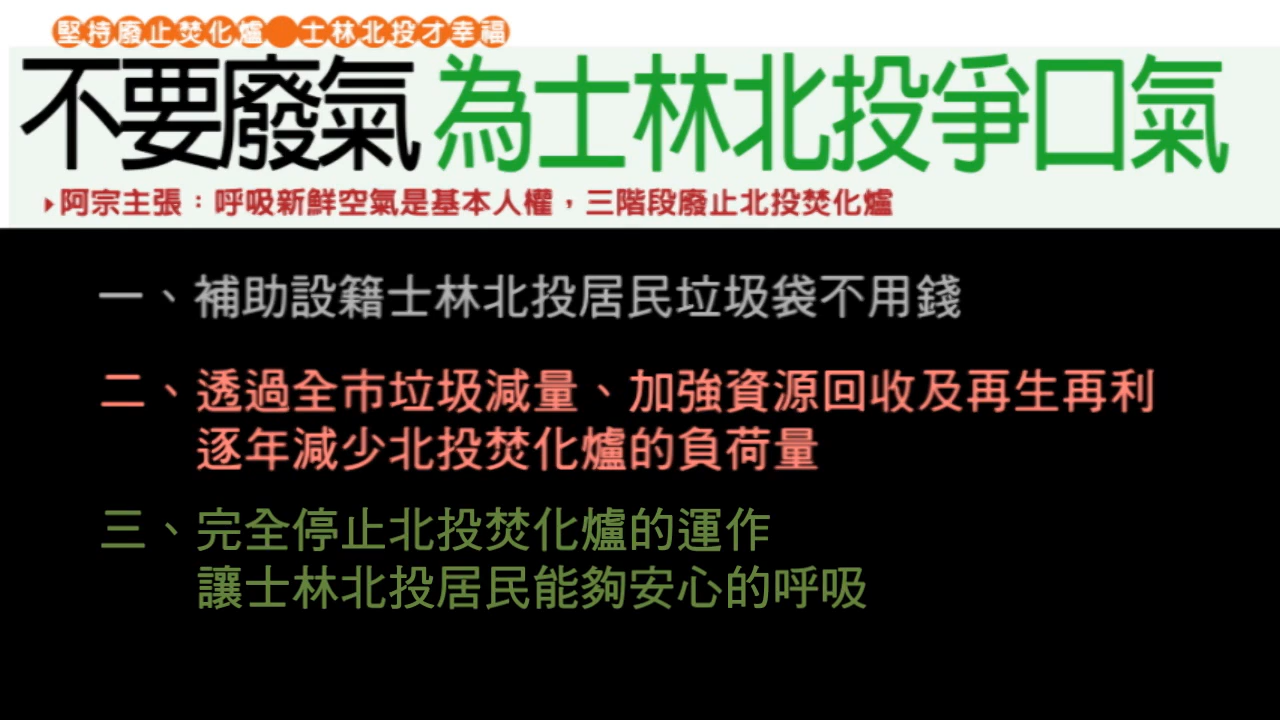 堅持廢止焚化爐 士林北投才幸福
不要廢氣 為士林北投爭口氣
阿宗主張：呼吸新鮮空氣是基本人權，三階段廢止北投焚化爐
一、補助設籍士林北投居民垃圾袋不用錢
二、透過全市垃圾減量、加強資源回收及再生再利
逐年減少北投焚化爐的負荷量
三、完全停止北投焚化爐的運作
讓士林北投居民能夠安心的呼吸